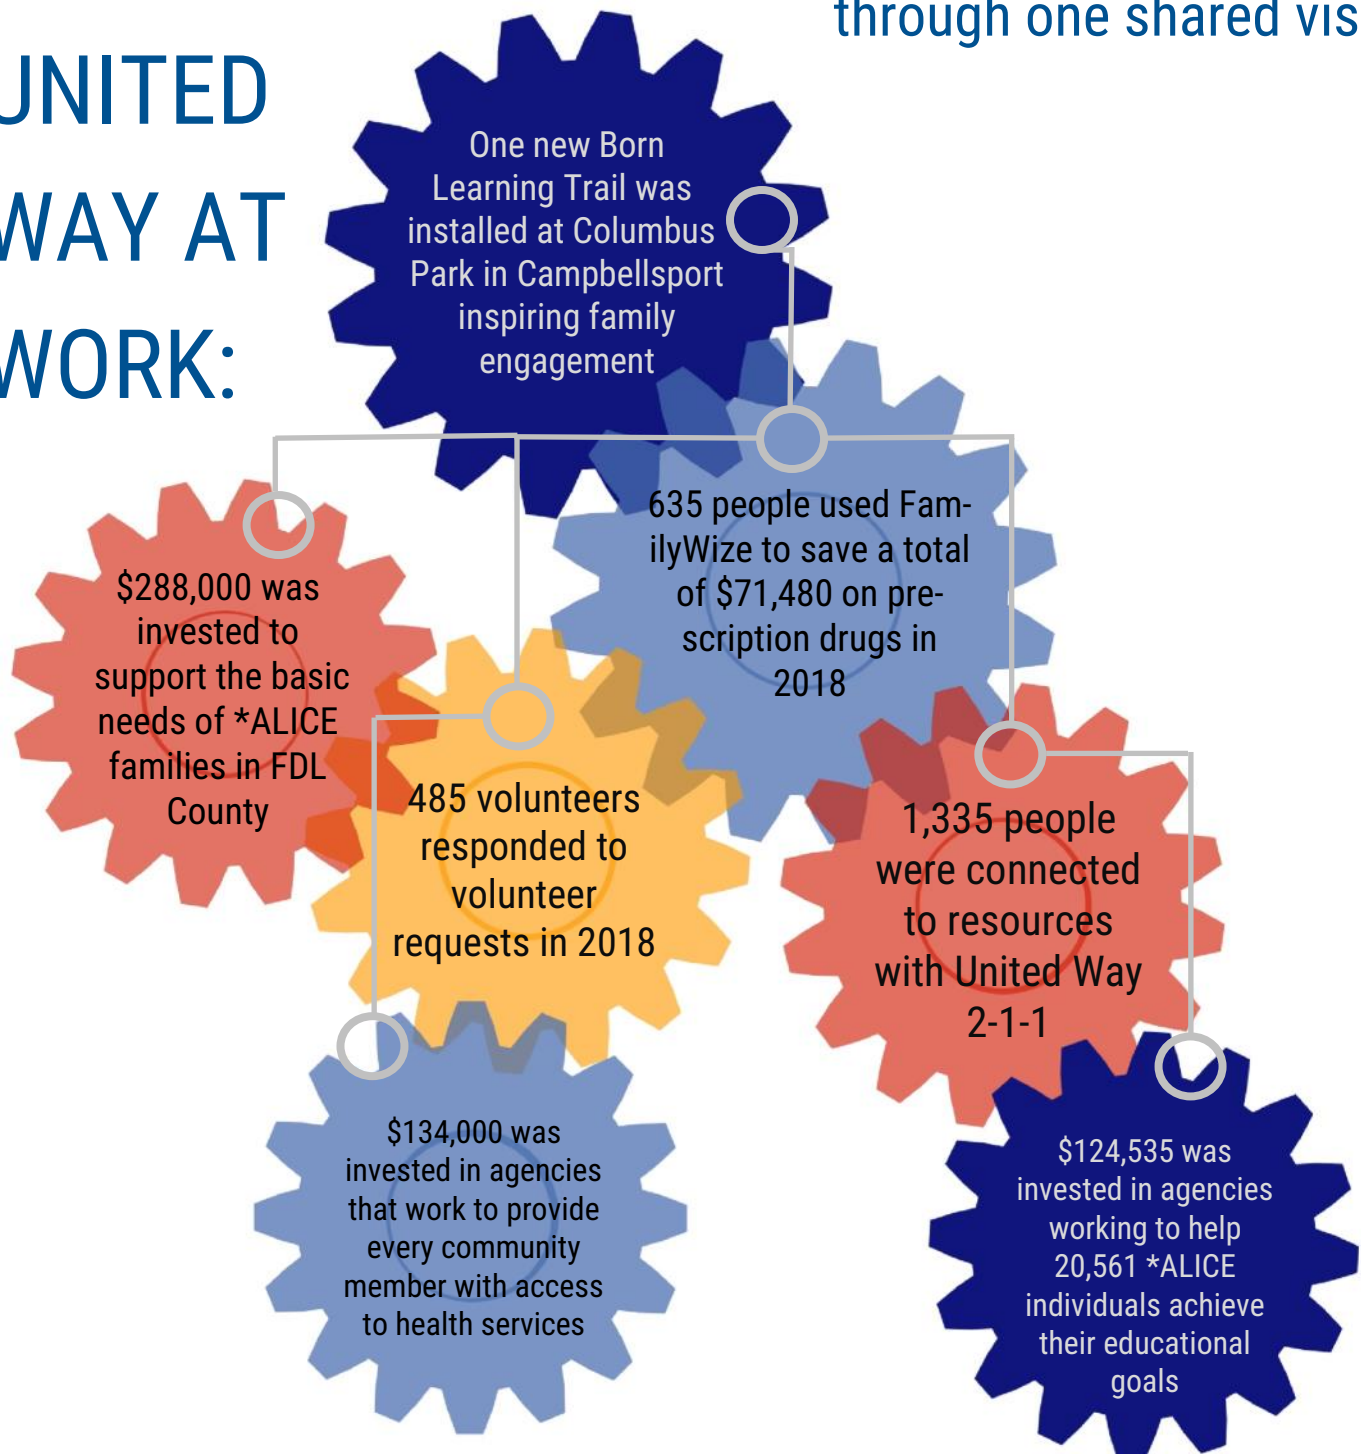 through one shared vis
UNITED
WAY AT
WORK:
One new Born
Learning Trail was
installed at Columbus
Park in Campbellsport
inspiring family
engagement
635 people used Fam-
ilyWize to save a total
of $71,480 on pre-
scription drugs in
2018
$288,000 was
invested to
support the basic
needs of *ALICE
families in FDL
County
485 volunteers
responded to
volunteer
requests in 2018
1,335 people
were connected
to resources
with United Way
2-1-1
$134,000 was
invested in agencies
that work to provide
every community
member with access
to health services
$124,535 was
invested in agencies
working to help
20,561 *ALICE
individuals achieve
their educational
goals